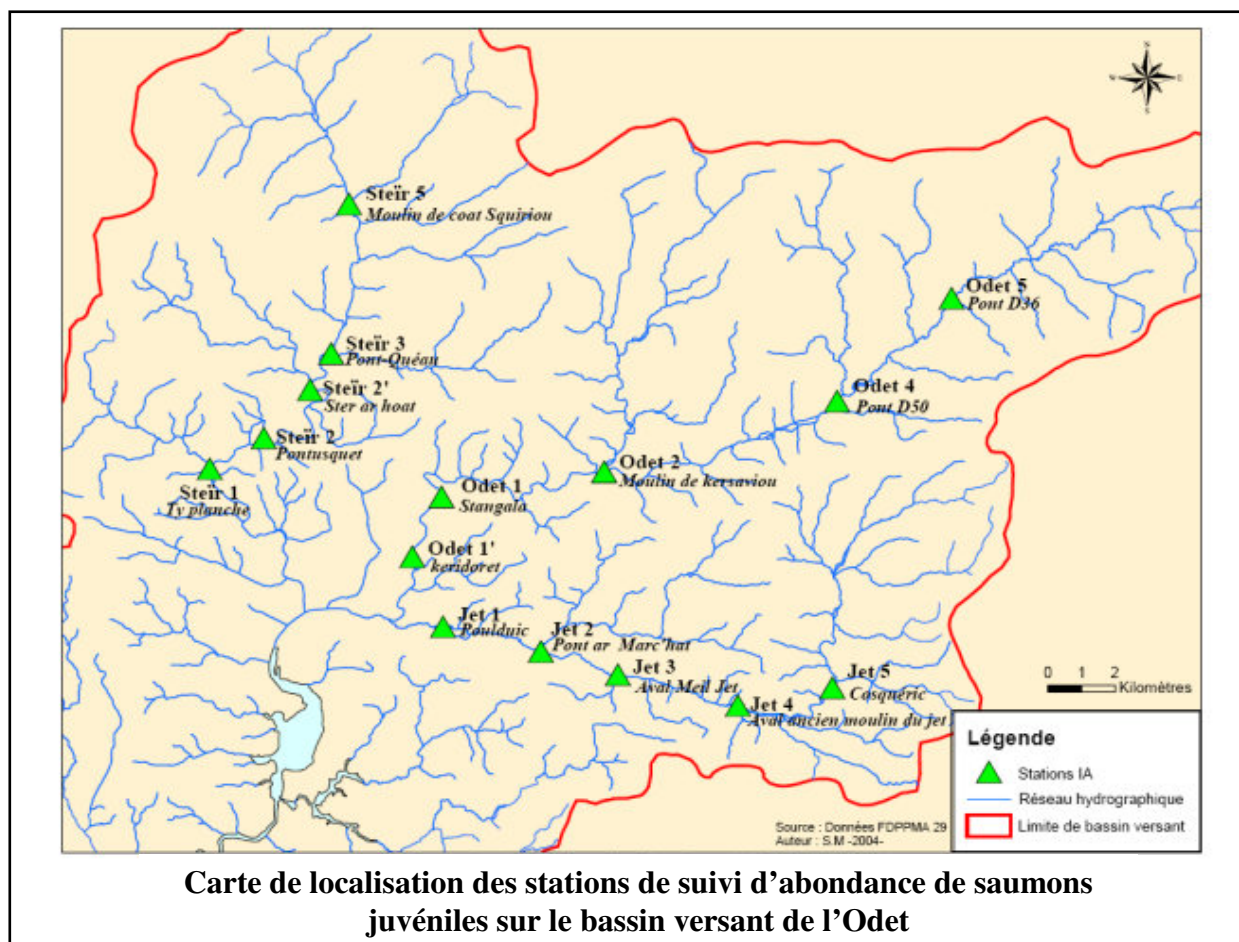 N
W
E
S
Steïr 5
Moulin de coat Squiriou
Odet 5
Pont D36
Steïr 3
Pont-Quéau
Steïr 2'
Ster ar hoat
Odet 4
Pont D50
Steïr 2
Pontusquet
Odet 2
Moulin de kersaviou
Steïr 1
Ty planche
Odet 1
Stangala
Odet 1'
keridoret
Jet 1
Roulduic
Jet 2
Pont ar Marc'hat
Jet 3
Aval Meil Jet
Jet 5
Cosquéric
Jet 4
Aval ancien moulin du jet
0 1 2
Kilomètres
Légende
Stations IA
Réseau hydrographique
Limite de bassin versant
Source : Données FDPPMA 29
Auteur : S.M -2004-
Carte de localisation des stations de suivi d'abondance de saumons
juvéniles sur le bassin versant de l'Odet